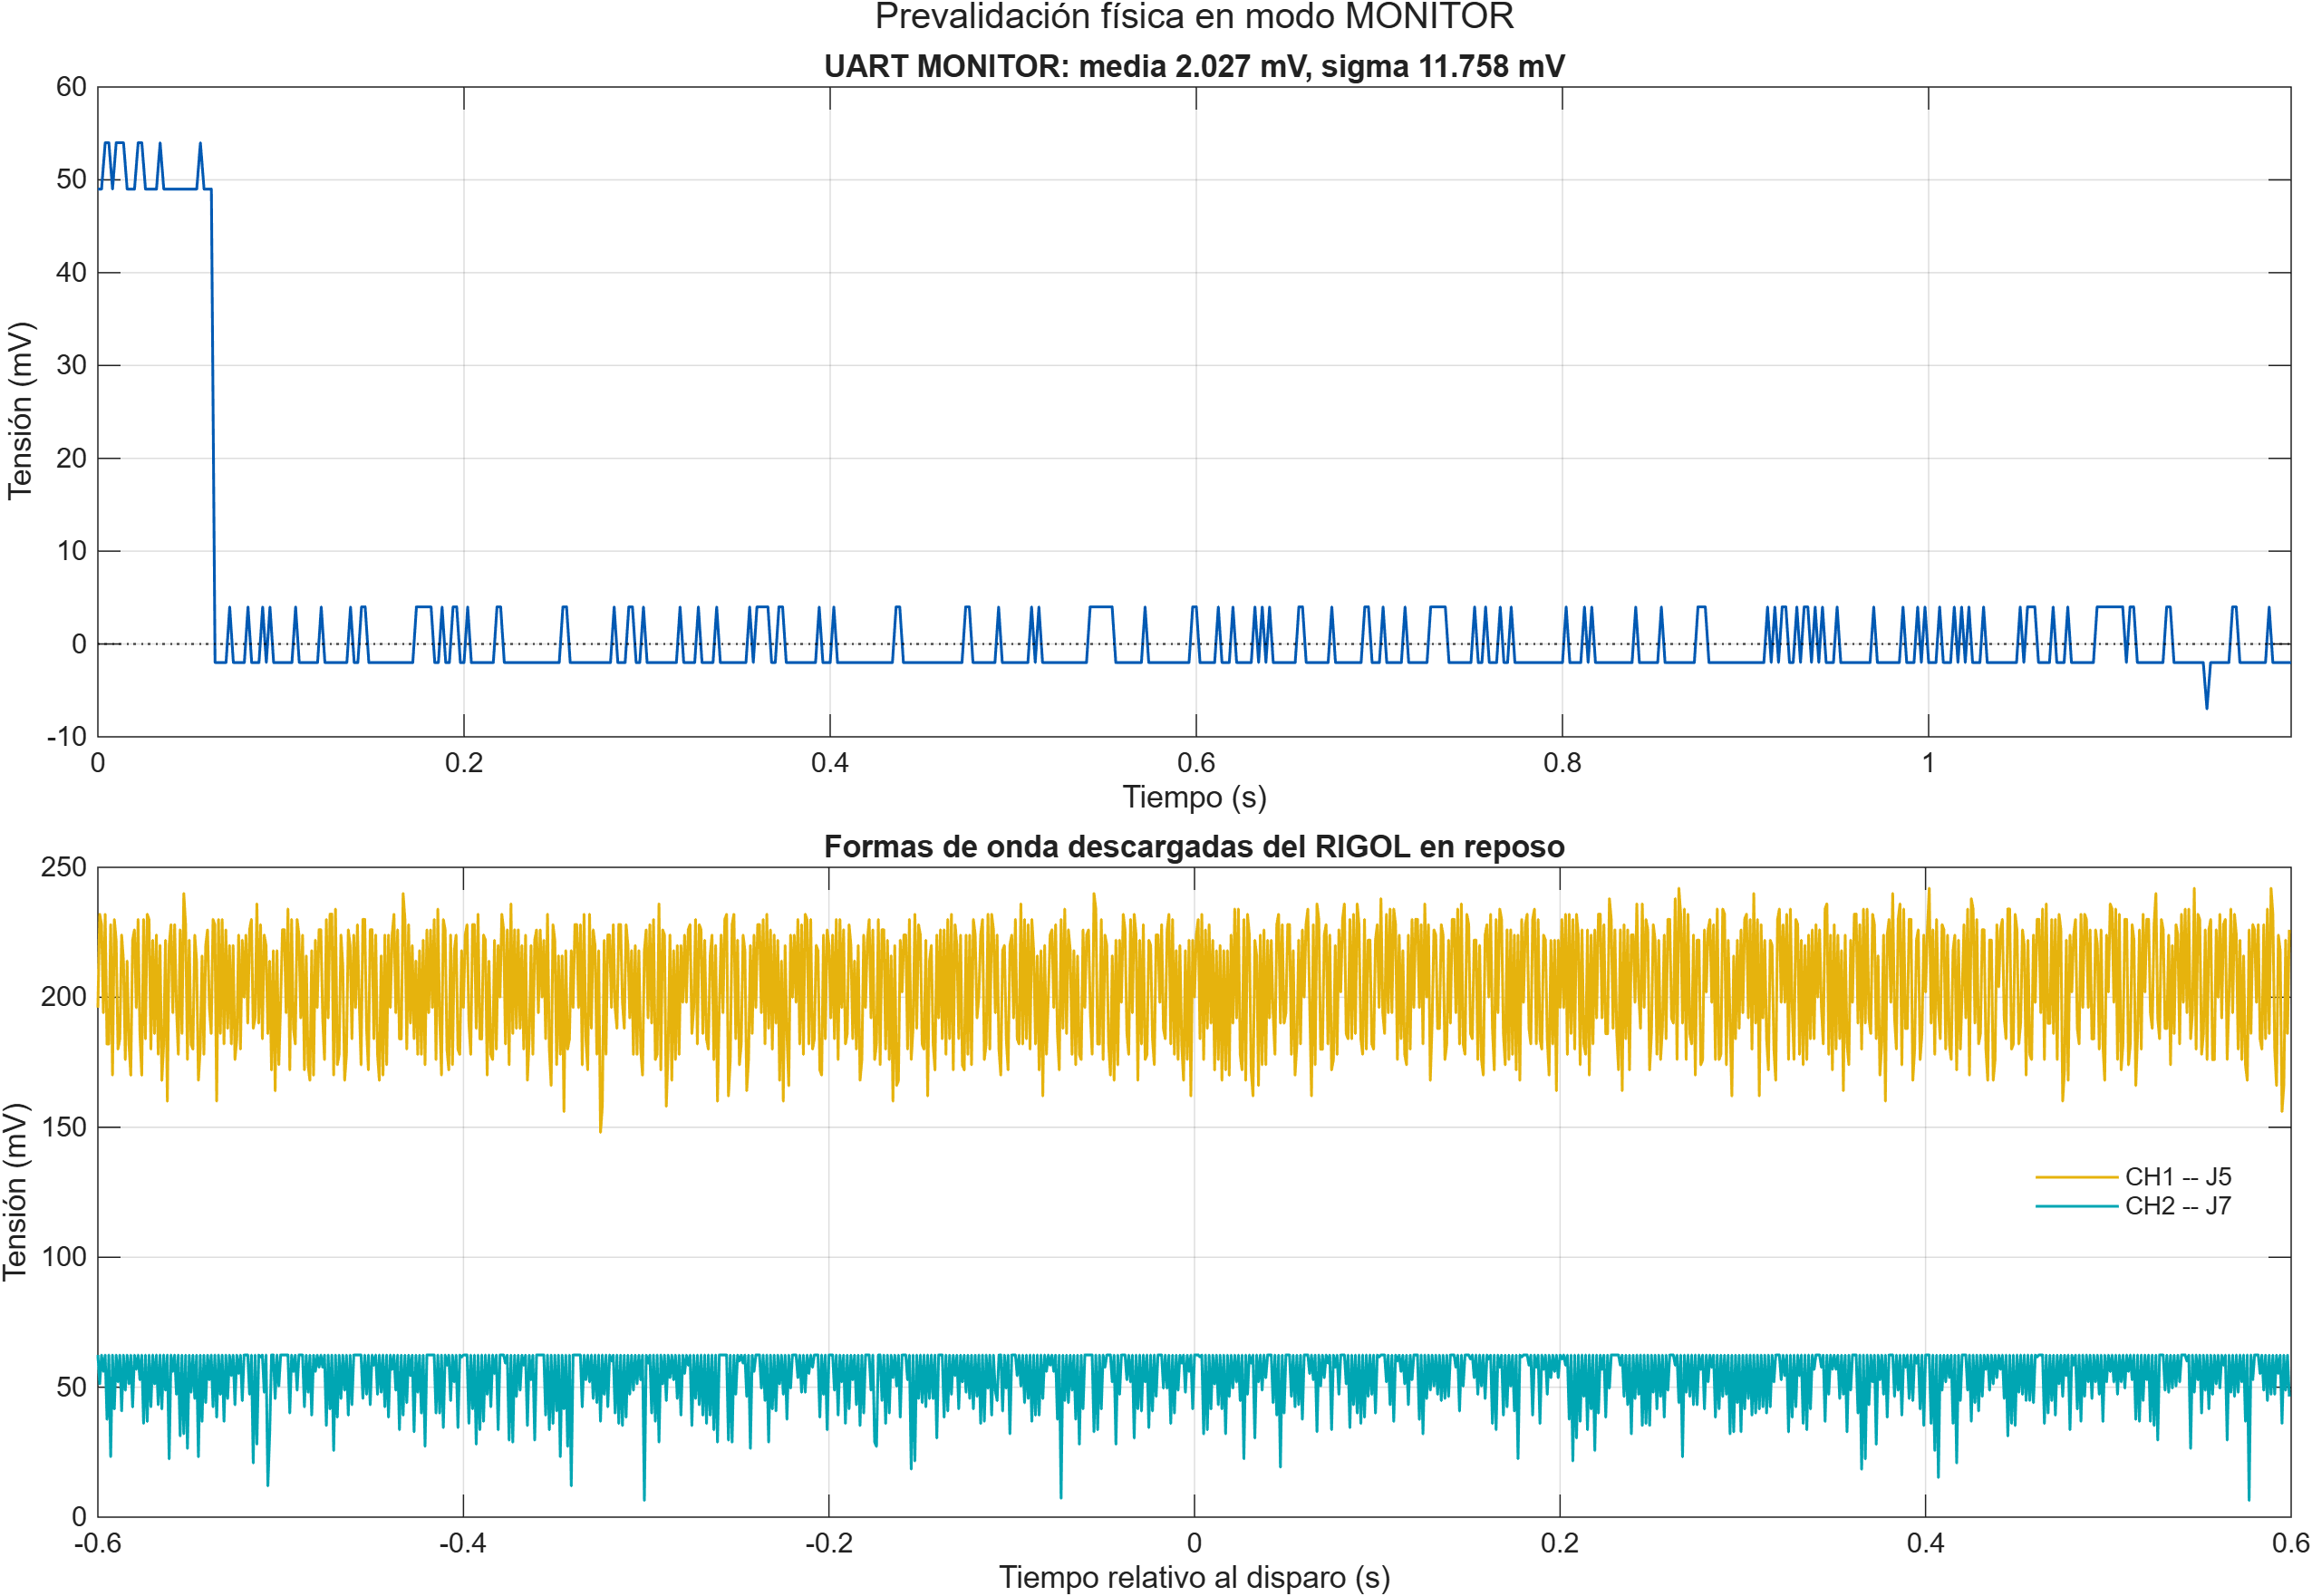 Prevalidación física en modo MONITOR
UART MONITOR: media 2.027 mV, sigma 11.758 mV
60
50
40
30
20
10
0
-10
Tensión (mV)
0 0.2 0.4 0.6 0.8 1
Tiempo (s)
Formas de onda descargadas del RIGOL en reposo
250
200
150
100
50
0
Tensión (mV)
CH1 -- J5
CH2 -- J7
-0.6 -0.4 -0.2 0 0.2 0.4 0.6
Tiempo relativo al disparo (s)